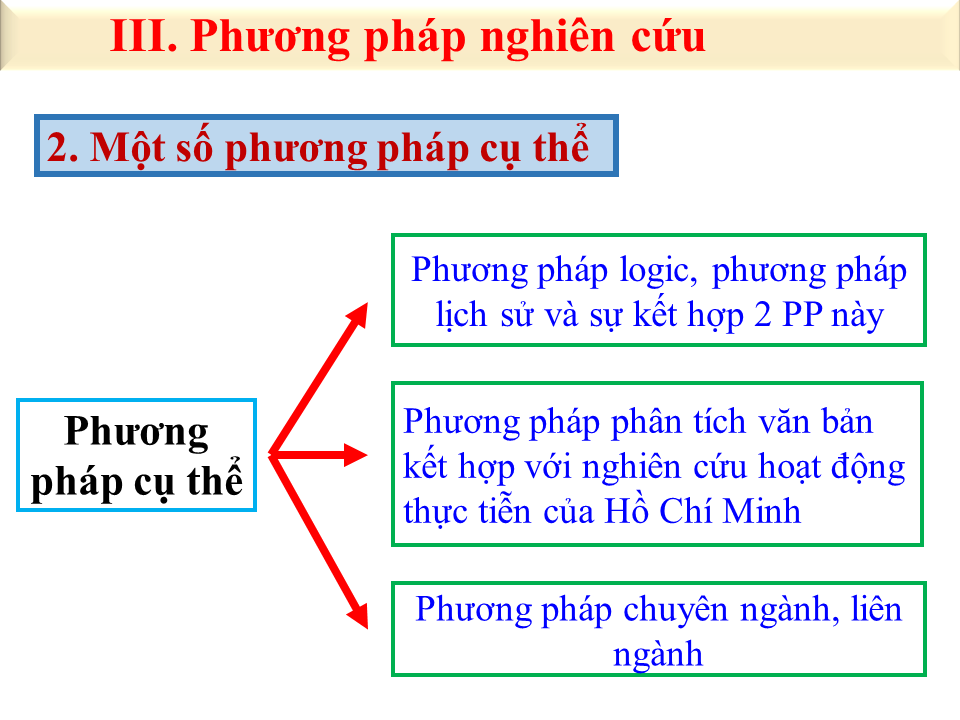 III. Phương pháp nghiên cứu
2. Một số phương pháp cụ thể
Phương pháp logic, phương pháp
lịch sử và sự kết hợp 2 PP này
Phương
pháp cụ thể
Phương pháp phân tích văn bản
kết hợp với nghiên cứu hoạt động
thực tiễn của Hồ Chí Minh
Phương pháp chuyên ngành, liên
ngành